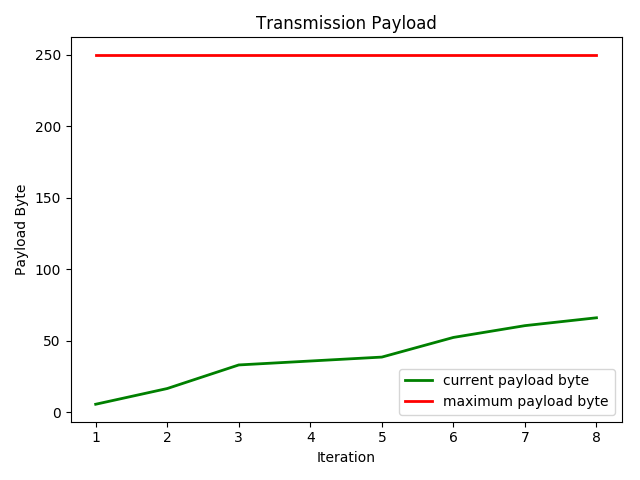 Transmission Payload
250
200
150
100
50
0
Payload Byte
current payload byte
maximum payload byte
1 2 3 4 5 6 7 8
Iteration